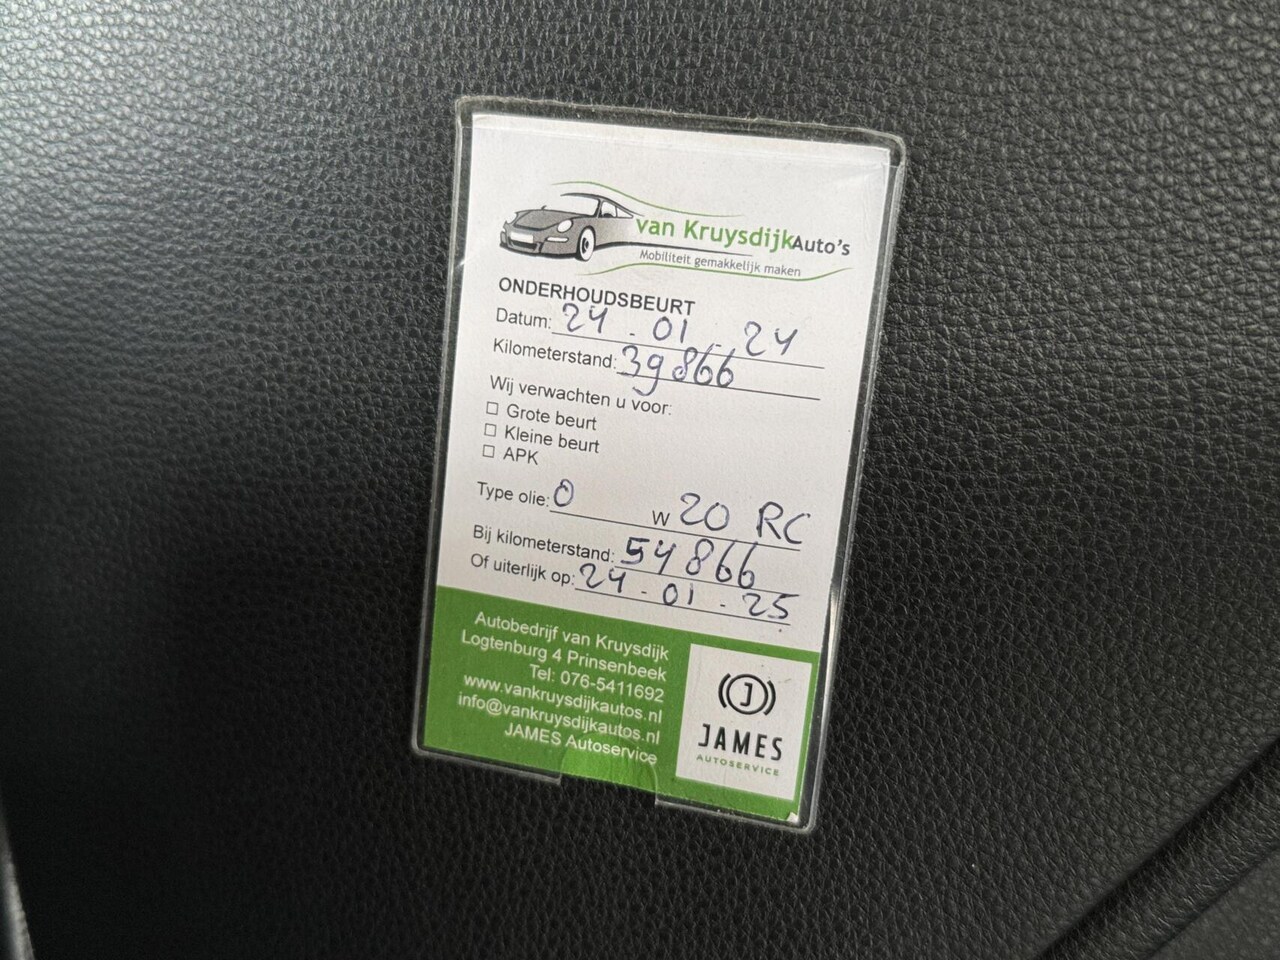 van Kruysdijk Auto's
Mobiliteit gemakkelijk maken
ONDERHOUDSBEURT
Datum: 24 - 01 - 24
Kilometerstand: 39866
Wij verwachten u voor:
☐ Grote beurt
☐ Kleine beurt
☐ APK
Type olie: 0 W 20 RC
Bij kilometerstand: 54866
Of uiterlijk op: 24 - 01 - 25
Autobedrijf van Kruysdijk
Logtenburg 4 Prinsenbeek
Tel: 076-5411692
www.vankruysdijkautos.nl
info@vankruysdijkautos.nl
JAMES Autoservice
J
JAMES
AUTOSERVICE